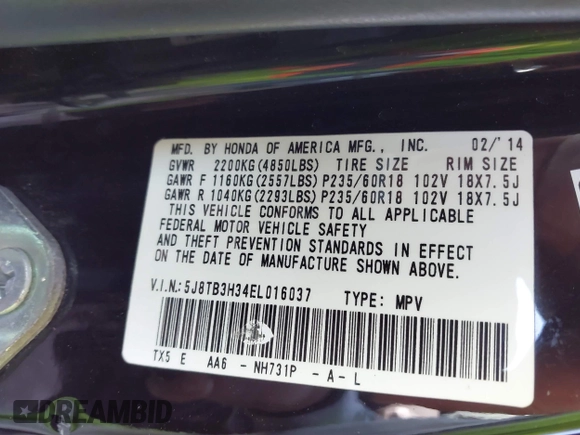 MFD. BY HONDA OF AMERICA MFG., INC. 02/'14
GVWR 2200KG(4850LBS) TIRE SIZE RIM SIZE
GAWR F 1160KG(2557LBS) P235/60R18 102V 18X7.5J
GAWR R 1040KG(2293LBS) P235/60R18 102V 18X7.5J
THIS VEHICLE CONFORMS TO ALL APPLICABLE
FEDERAL MOTOR VEHICLE SAFETY
AND THEFT PREVENTION STANDARDS IN EFFECT
ON THE DATE OF MANUFACTURE SHOWN ABOVE.
V.I.N.: 5J8TB3H34EL016037 TYPE: MPV
TX5 E AA6 - NH731P - A - L
DREAMBID